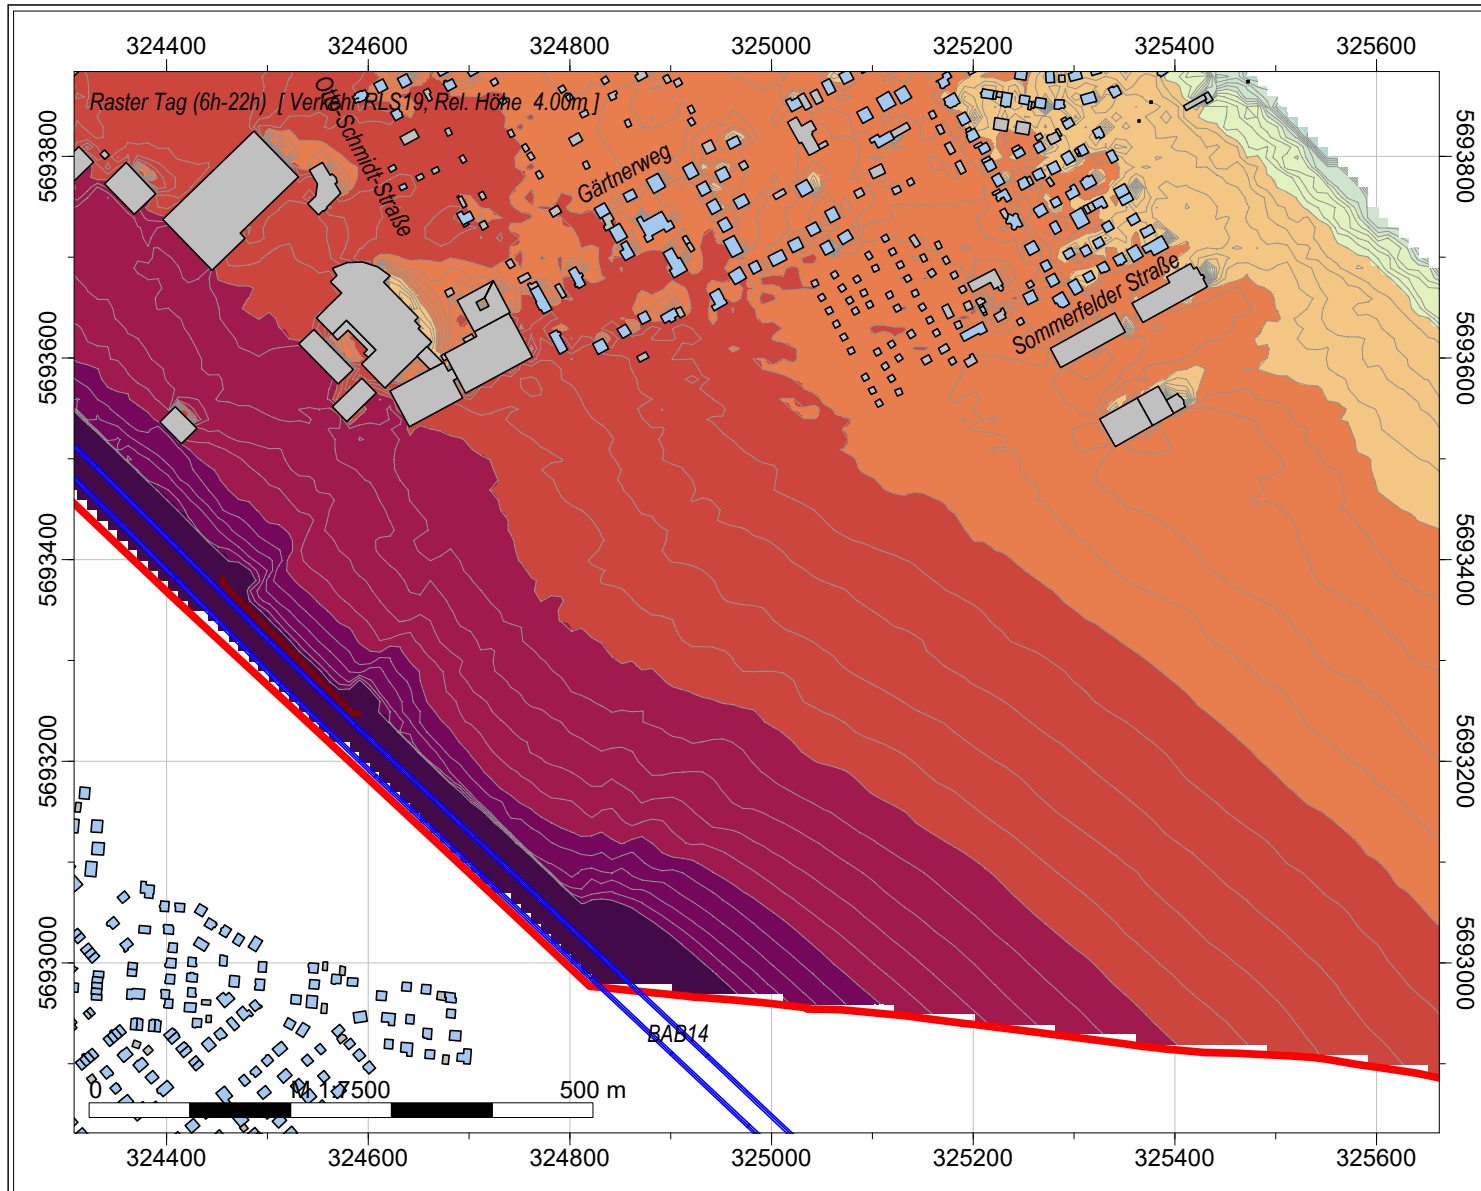 324400 324600 324800 325000 325200 325400 325600
Raster Tag (6h-22h) [ Verkehr RLS19, Rel. Höhe 4.00m ]
Otto-Schmidt-Straße
Gärtnerweg
Sommerfelder Straße
5693800 5693800
5693600 5693600
5693400 5693400
5693200 5693200
5693000 5693000
BAB14
0 M 1:7500 500 m
324400 324600 324800 325000 325200 325400 325600